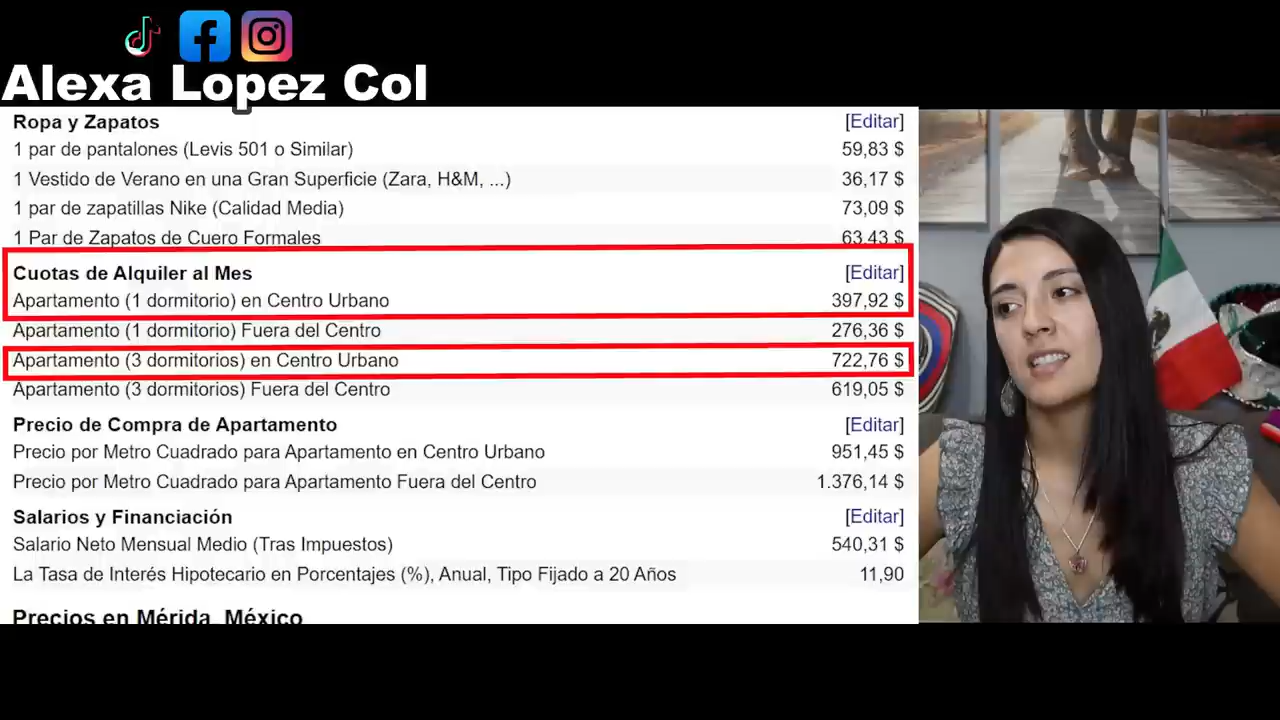 Alexa Lopez Col
Ropa y Zapatos [Editar]
1 par de pantalones (Levis 501 o Similar) 59,83 $
1 Vestido de Verano en una Gran Superficie (Zara, H&M, ...) 36,17 $
1 par de zapatillas Nike (Calidad Media) 73,09 $
1 Par de Zapatos de Cuero Formales 63,43 $
Cuotas de Alquiler al Mes [Editar]
Apartamento (1 dormitorio) en Centro Urbano 397,92 $
Apartamento (1 dormitorio) Fuera del Centro 276,36 $
Apartamento (3 dormitorios) en Centro Urbano 722,76 $
Apartamento (3 dormitorios) Fuera del Centro 619,05 $
Precio de Compra de Apartamento [Editar]
Precio por Metro Cuadrado para Apartamento en Centro Urbano 951,45 $
Precio por Metro Cuadrado para Apartamento Fuera del Centro 1.376,14 $
Salarios y Financiación [Editar]
Salario Neto Mensual Medio (Tras Impuestos) 540,31 $
La Tasa de Interés Hipotecario en Porcentajes (%), Anual, Tipo Fijado a 20 Años 11,90
Precios en Mérida, México